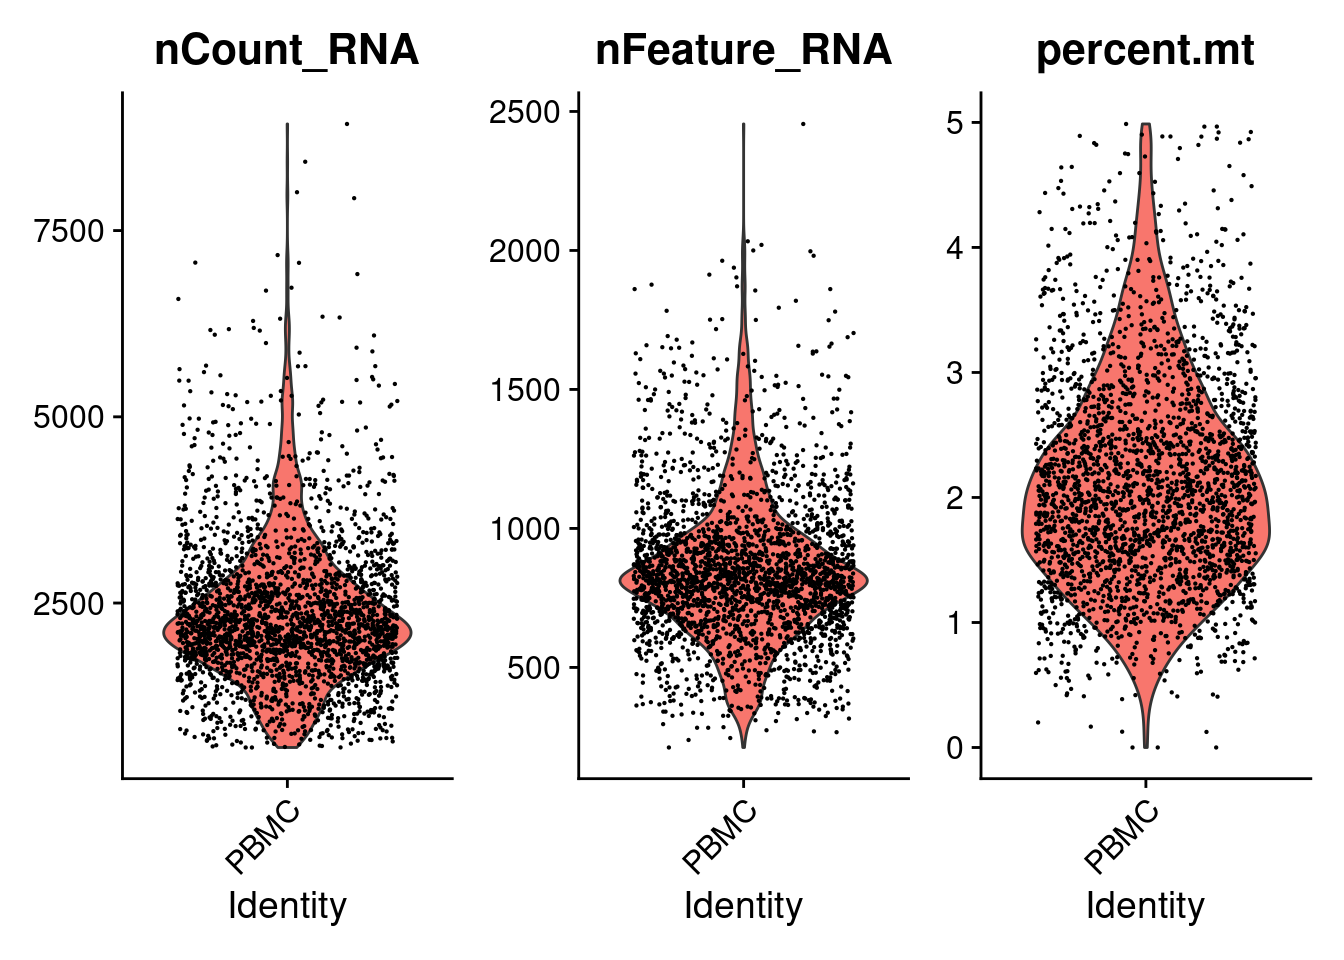 nCount_RNA
7500
5000
2500
PBMC
Identity
nFeature_RNA
2500
2000
1500
1000
500
PBMC
Identity
percent.mt
5
4
3
2
1
0
PBMC
Identity